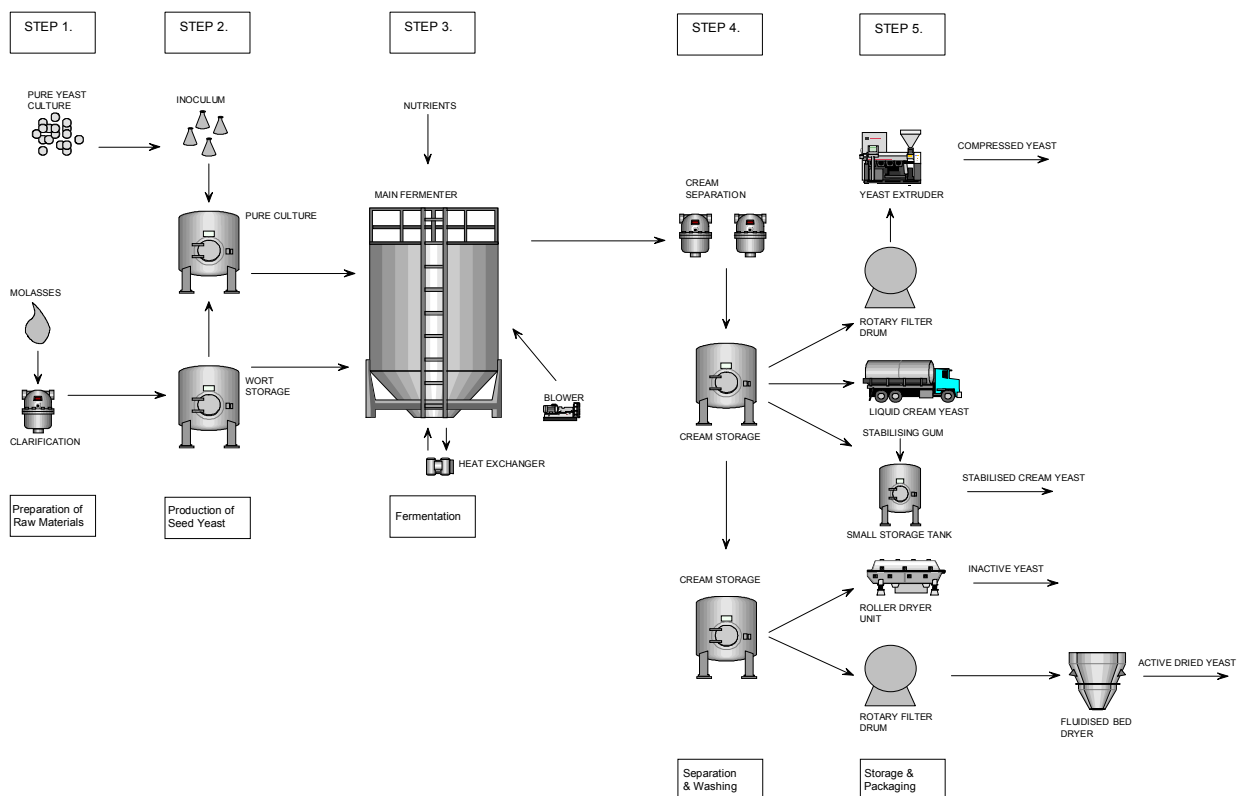 STEP 1.
STEP 2.
STEP 3.
STEP 4.
STEP 5.
PURE YEAST
CULTURE
INOCULUM
NUTRIENTS
COMPRESSED YEAST
CREAM
SEPARATION
MAIN FERMENTER
YEAST EXTRUDER
PURE CULTURE
MOLASSES
ROTARY FILTER
DRUM
WORT
STORAGE
BLOWER
LIQUID CREAM YEAST
CLARIFICATION
CREAM STORAGE
STABILISING GUM
HEAT EXCHANGER
STABILISED CREAM YEAST
Preparation of
Raw Materials
Production of
Seed Yeast
Fermentation
SMALL STORAGE TANK
CREAM STORAGE
INACTIVE YEAST
ROLLER DRYER
UNIT
ACTIVE DRIED YEAST
ROTARY FILTER
DRUM
FLUIDISED BED
DRYER
Separation
& Washing
Storage &
Packaging